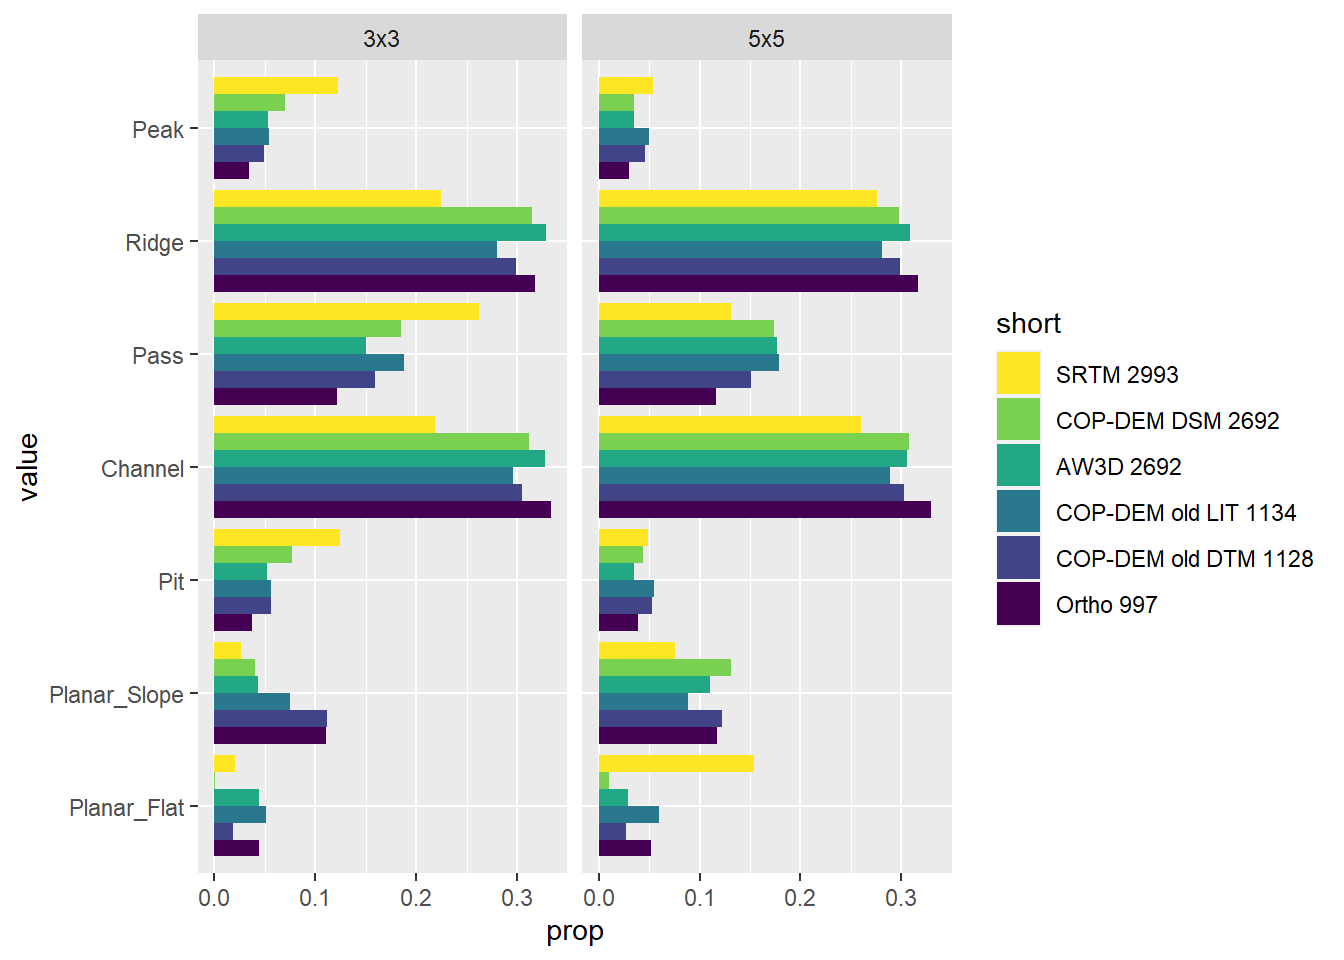 3x3
5x5
value
Peak
Ridge
Pass
Channel
Pit
Planar_Slope
Planar_Flat
0.0 0.1 0.2 0.3
0.0 0.1 0.2 0.3
prop
short
SRTM 2993
COP-DEM DSM 2692
AW3D 2692
COP-DEM old LIT 1134
COP-DEM old DTM 1128
Ortho 997